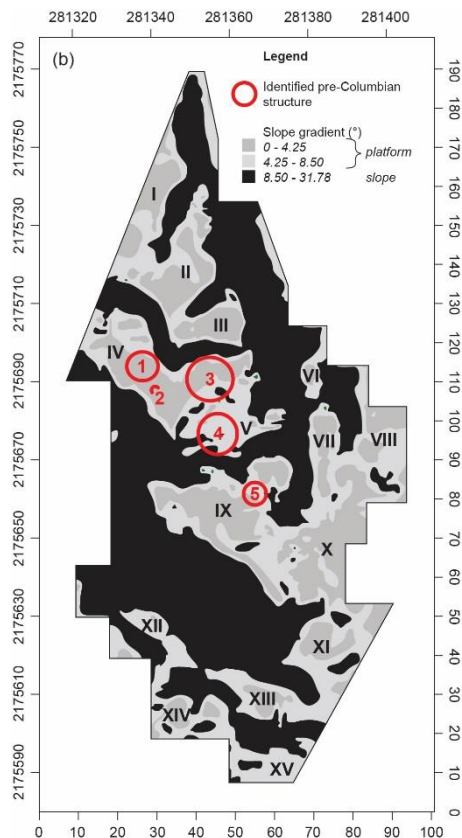 281320 281340 281360 281380 281400
(b)
Legend
Identified pre-Columbian
structure
Slope gradient (°)
0 - 4.25
4.25 - 8.50
platform
8.50 - 31.78 slope
2175770
2175750
2175730
2175710
2175690
2175670
2175650
2175630
2175610
2175590
I
II
III
IV
1
2
3
4
V
VI
VII
VIII
5
IX
X
XI
XII
XIII
XIV
XV
190
180
170
160
150
140
130
120
110
100
90
80
70
60
50
40
30
20
10
0
0 10 20 30 40 50 60 70 80 90 100